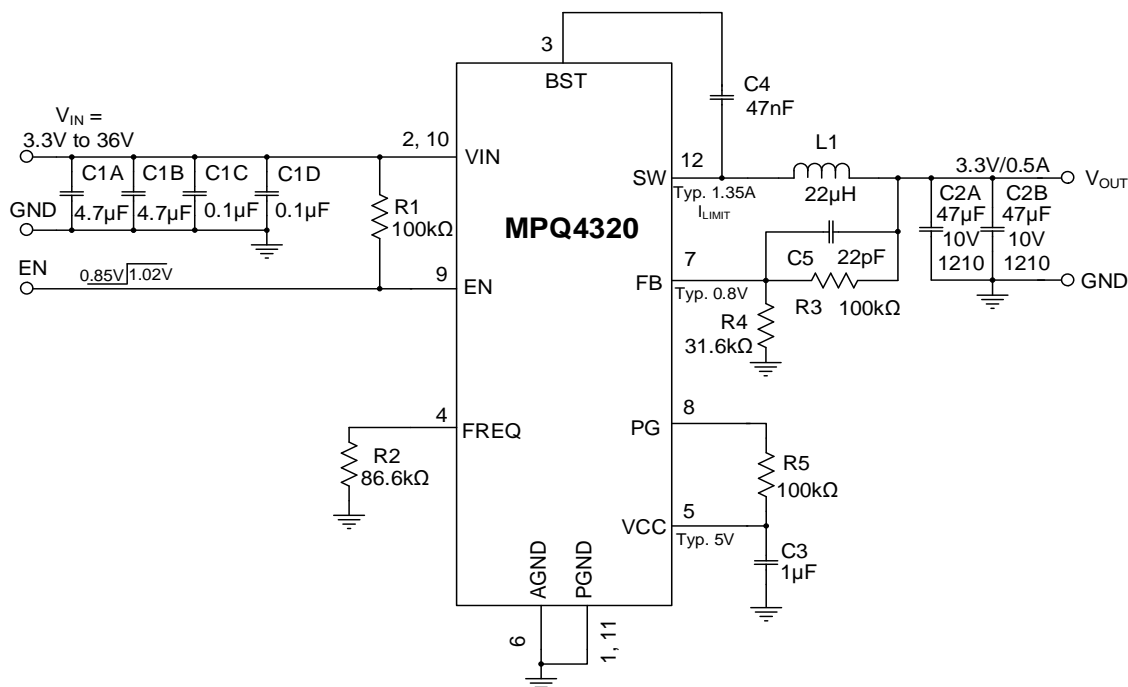 3
BST
C4
47nF
V_IN =
3.3V to 36V
2, 10
VIN
C1A
4.7µF
C1B
4.7µF
C1C
0.1µF
C1D
0.1µF
GND
R1
100kΩ
EN
0.85V 1.02V
9
EN
MPQ4320
12
SW
Typ. 1.35A
I_LIMIT
L1
22µH
3.3V/0.5A
V_OUT
C2A
47µF
10V
1210
C2B
47µF
10V
1210
GND
7
FB
Typ. 0.8V
C5
22pF
R3
100kΩ
R4
31.6kΩ
4
FREQ
R2
86.6kΩ
8
PG
R5
100kΩ
5
VCC
Typ. 5V
C3
1µF
AGND
PGND
6
1, 11